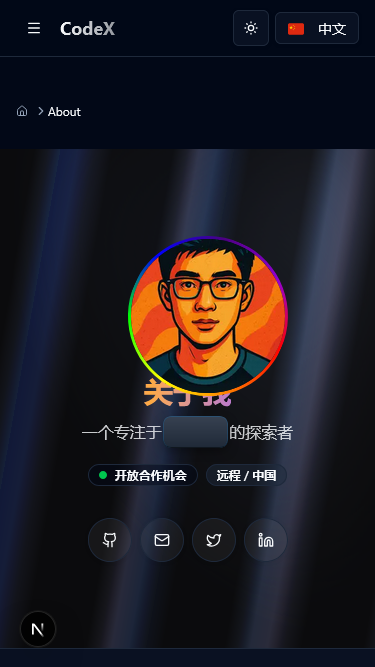 CodeX
中文
About
关于我
一个专注于 的探索者
开放合作机会
远程 / 中国
N